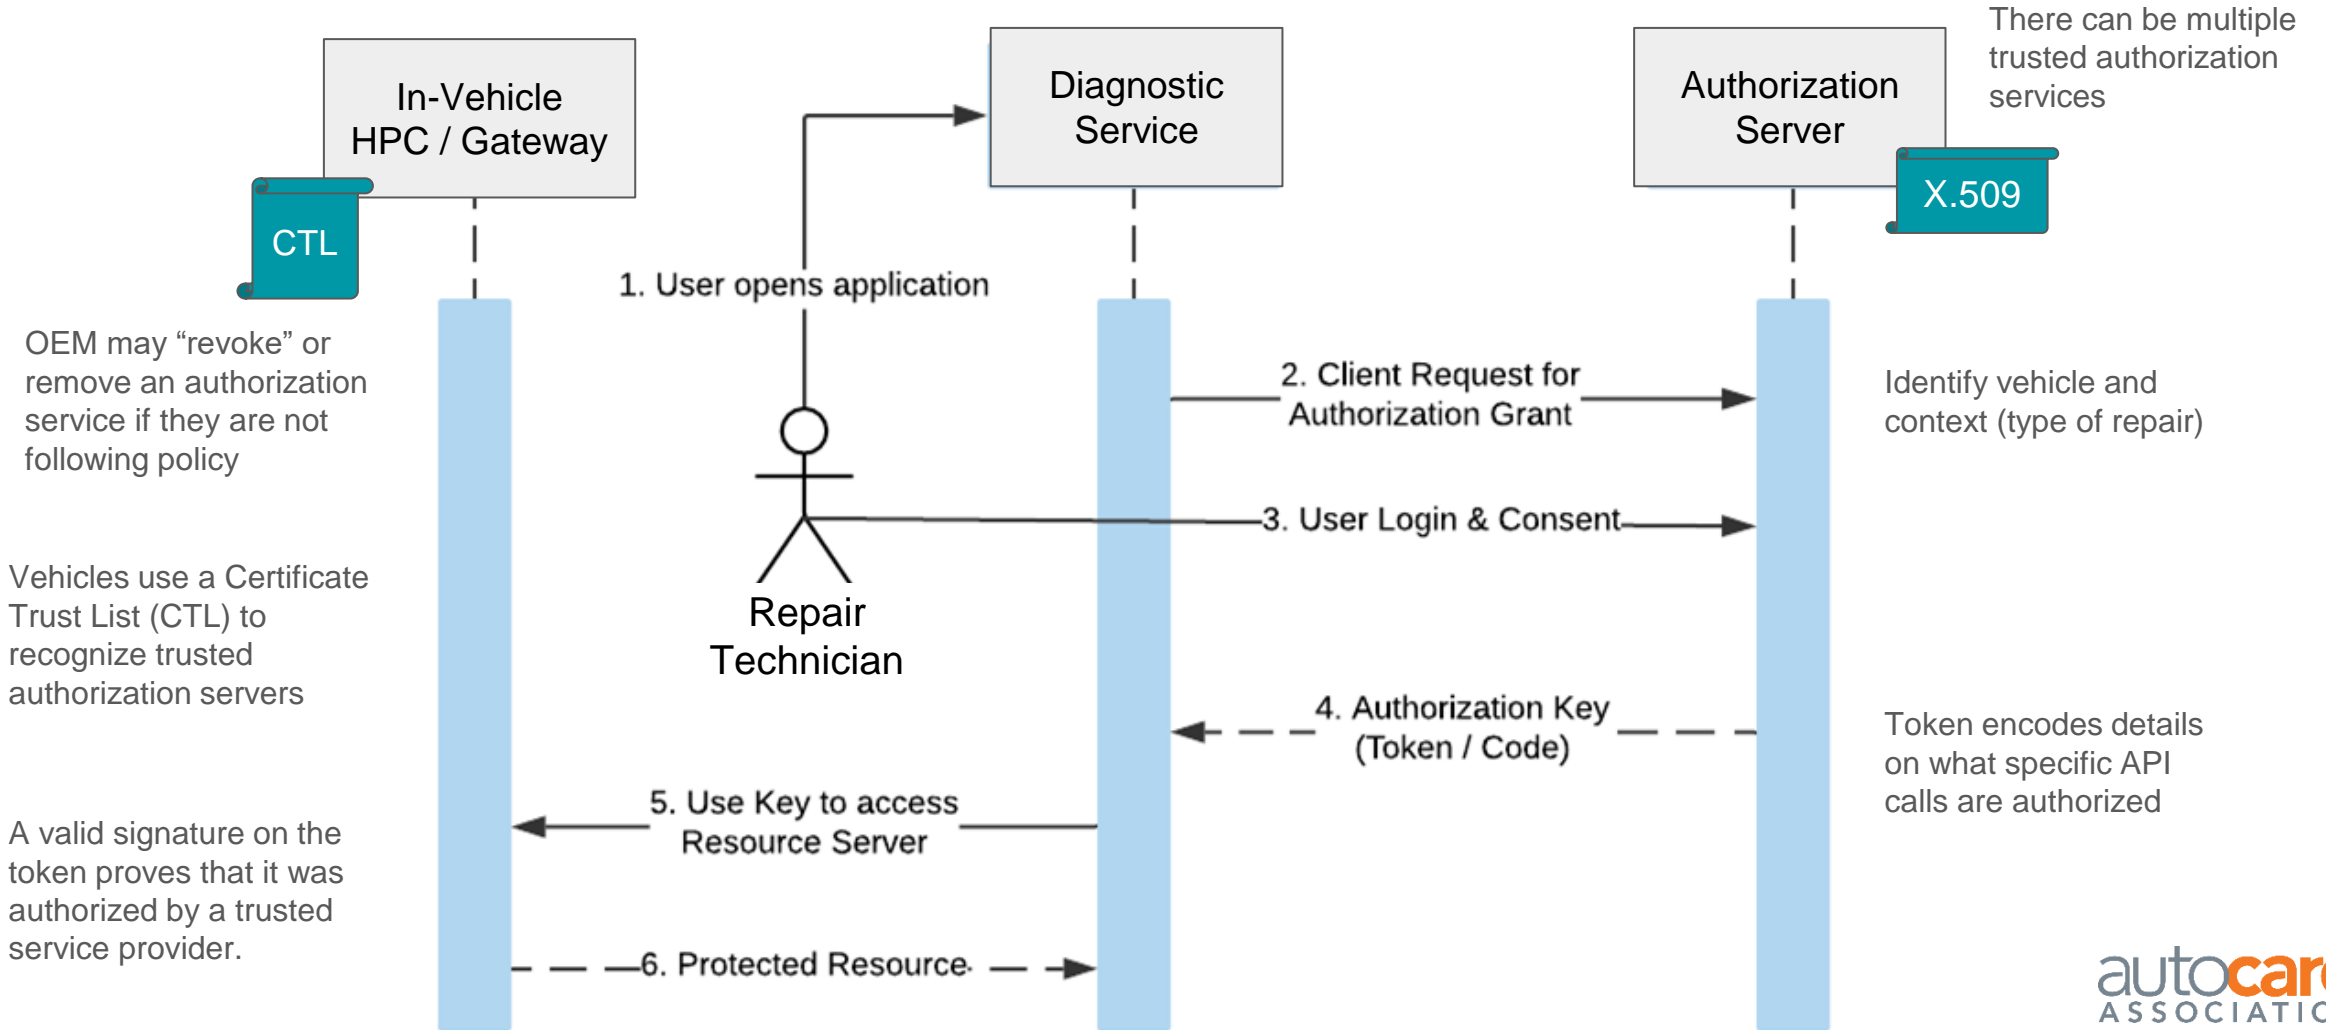 There can be multiple
trusted authorization
services
In-Vehicle
HPC / Gateway
Diagnostic
Service
Authorization
Server
CTL
X.509
1. User opens application
OEM may “revoke” or
remove an authorization
service if they are not
following policy
2. Client Request for
Authorization Grant
Identify vehicle and
context (type of repair)
3. User Login & Consent
Vehicles use a Certificate
Trust List (CTL) to
recognize trusted
authorization servers
Repair
Technician
4. Authorization Key
(Token / Code)
Token encodes details
on what specific API
calls are authorized
5. Use Key to access
Resource Server
A valid signature on the
token proves that it was
authorized by a trusted
service provider.
6. Protected Resource
autocare
ASSOCIATIO